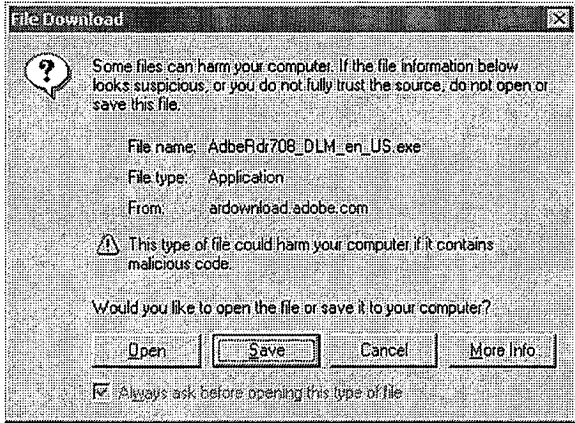 File Download
Some files can harm your computer. If the file information below
looks suspicious, or you do not fully trust the source, do not open or
save this file.
File name: AdbeRdr708_DLM_en_US.exe
File type: Application
From: ardownload.adobe.com
This type of file could harm your computer if it contains
malicious code.
Would you like to open the file or save it to your computer?
Open Save Cancel More Info
Always ask before opening this type of file